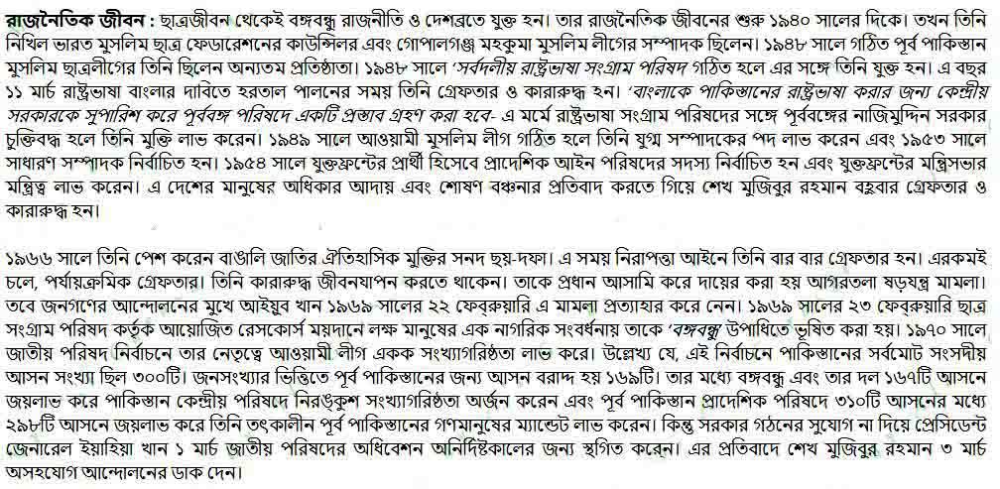 রাজনৈতিক জীবন : ছাত্রজীবন থেকেই বঙ্গবন্ধু রাজনীতি ও দেশব্রতে যুক্ত হন। তার রাজনৈতিক জীবনের শুরু ১৯৪০ সালের দিকে। তখন তিনি
নিখিল ভারত মুসলিম ছাত্র ফেডারেশনের কাউন্সিলর এবং গোপালগঞ্জ মহকুমা মুসলিম লীগের সম্পাদক ছিলেন। ১৯৪৮ সালে গঠিত পূর্ব পাকিস্তান
মুসলিম ছাত্রলীগের তিনি ছিলেন অন্যতম প্রতিষ্ঠাতা। ১৯৪৮ সালে ‘সর্বদলীয় রাষ্ট্রভাষা সংগ্রাম পরিষদ গঠিত হলে এর সঙ্গে তিনি যুক্ত হন। এ বছর
১১ মার্চ রাষ্ট্রভাষা বাংলার দাবিতে হরতাল পালনের সময় তিনি গ্রেফতার ও কারারুদ্ধ হন। ‘বাংলাকে পাকিস্তানের রাষ্ট্রভাষা করার জন্য কেন্দ্রীয়
সরকারকে সুপারিশ করে পূর্ববঙ্গ পরিষদে একটি প্রস্তাব গ্রহণ করা হবে- এ মর্মে রাষ্ট্রভাষা সংগ্রাম পরিষদের সঙ্গে পূর্ববঙ্গের নাজিমুদ্দিন সরকার
চুক্তিবদ্ধ হলে তিনি মুক্তি লাভ করেন। ১৯৪৯ সালে আওয়ামী মুসলিম লীগ গঠিত হলে তিনি যুগ্ম সম্পাদকের পদ লাভ করেন এবং ১৯৫৩ সালে
সাধারণ সম্পাদক নির্বাচিত হন। ১৯৫৪ সালে যুক্তফ্রন্টের প্রার্থী হিসেবে প্রাদেশিক আইন পরিষদের সদস্য নির্বাচিত হন এবং যুক্তফ্রন্টের মন্ত্রিসভার
মন্ত্রিত্ব লাভ করেন। এ দেশের মানুষের অধিকার আদায় এবং শোষণ বঞ্চনার প্রতিবাদ করতে গিয়ে শেখ মুজিবুর রহমান বহুবার গ্রেফতার ও
কারারুদ্ধ হন।
১৯৬৬ সালে তিনি পেশ করেন বাঙালি জাতির ঐতিহাসিক মুক্তির সনদ ছয়-দফা। এ সময় নিরাপত্তা আইনে তিনি বার বার গ্রেফতার হন। এরকমই
চলে, পর্যায়ক্রমিক গ্রেফতার। তিনি কারারুদ্ধ জীবনযাপন করতে থাকেন। তাকে প্রধান আসামি করে দায়ের করা হয় আগরতলা ষড়যন্ত্র মামলা।
তবে জনগণের আন্দোলনের মুখে আইয়ুব খান ১৯৬৯ সালের ২২ ফেব্রুয়ারি এ মামলা প্রত্যাহার করে নেন। ১৯৬৯ সালের ২৩ ফেব্রুয়ারি ছাত্র
সংগ্রাম পরিষদ কর্তৃক আয়োজিত রেসকোর্স ময়দানে লক্ষ মানুষের এক নাগরিক সংবর্ধনায় তাকে ‘বঙ্গবন্ধু উপাধিতে ভূষিত করা হয়। ১৯৭০ সালে
জাতীয় পরিষদ নির্বাচনে তার নেতৃত্বে আওয়ামী লীগ একক সংখ্যাগরিষ্ঠতা লাভ করে। উল্লেখ্য যে, এই নির্বাচনে পাকিস্তানের সর্বমোট সংসদীয়
আসন সংখ্যা ছিল ৩০০টি। জনসংখ্যার ভিত্তিতে পূর্ব পাকিস্তানের জন্য আসন বরাদ্দ হয় ১৬৯টি। তার মধ্যে বঙ্গবন্ধু এবং তার দল ১৬৭টি আসনে
জয়লাভ করে পাকিস্তান কেন্দ্রীয় পরিষদে নিরঙ্কুশ সংখ্যাগরিষ্ঠতা অর্জন করেন এবং পূর্ব পাকিস্তান প্রাদেশিক পরিষদে ৩১০টি আসনের মধ্যে
২৯৮টি আসনে জয়লাভ করে তিনি তৎকালীন পূর্ব পাকিস্তানের গণমানুষের ম্যান্ডেট লাভ করেন। কিন্তু সরকার গঠনের সুযোগ না দিয়ে প্রেসিডেন্ট
জেনারেল ইয়াহিয়া খান ১ মার্চ জাতীয় পরিষদের অধিবেশন অনির্দিষ্টকালের জন্য স্থগিত করেন। এর প্রতিবাদে শেখ মুজিবুর রহমান ৩ মার্চ
অসহযোগ আন্দোলনের ডাক দেন।